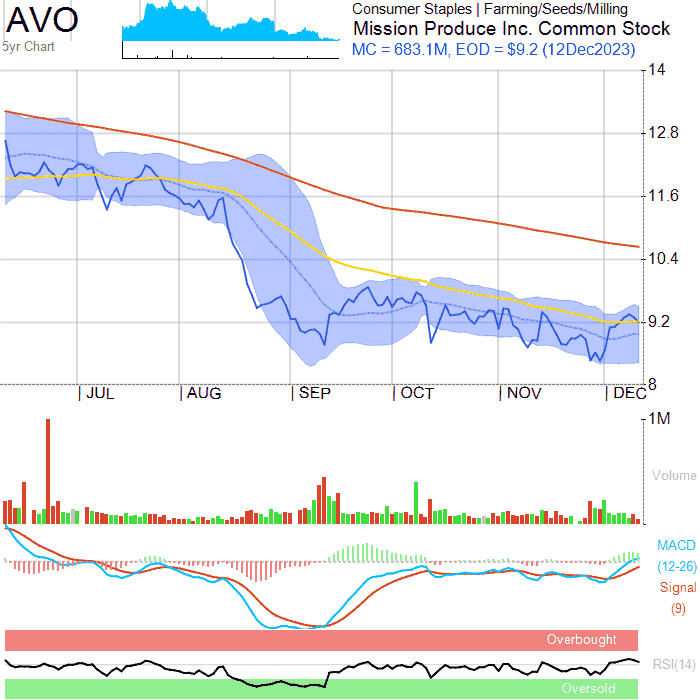 AVO
5yr Chart
Consumer Staples | Farming/Seeds/Milling
Mission Produce Inc. Common Stock
MC = 683.1M, EOD = $9.2 (12Dec2023)
14
12.8
11.6
10.4
9.2
8
| JUL
| AUG
| SEP
| OCT
| NOV
| DEC
1M
Volume
MACD
(12-26)
Signal
(9)
Overbought
RSI(14)
Oversold